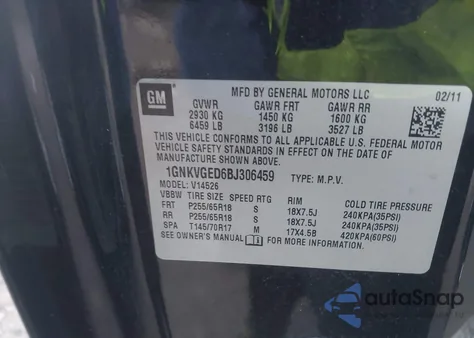 GM
MFD BY GENERAL MOTORS LLC 02/11
GVWR GAWR FRT GAWR RR
2930 KG 1450 KG 1600 KG
6459 LB 3196 LB 3527 LB
THIS VEHICLE CONFORMS TO ALL APPLICABLE U.S. FEDERAL MOTOR
VEHICLE SAFETY STANDARDS IN EFFECT ON THE DATE OF
MANUFACTURE SHOWN ABOVE.
1GNKVGED6BJ306459 TYPE: M.P.V.
MODEL: V14526
VBBW TIRE SIZE SPEED RTG RIM COLD TIRE PRESSURE
FRT P255/65R18 S 18X7.5J 240KPA(35PSI)
RR P255/65R18 S 18X7.5J 240KPA(35PSI)
SPA T145/70R17 M 17X4.5B 420KPA(60PSI)
SEE OWNER'S MANUAL FOR MORE INFORMATION.
autoSnap